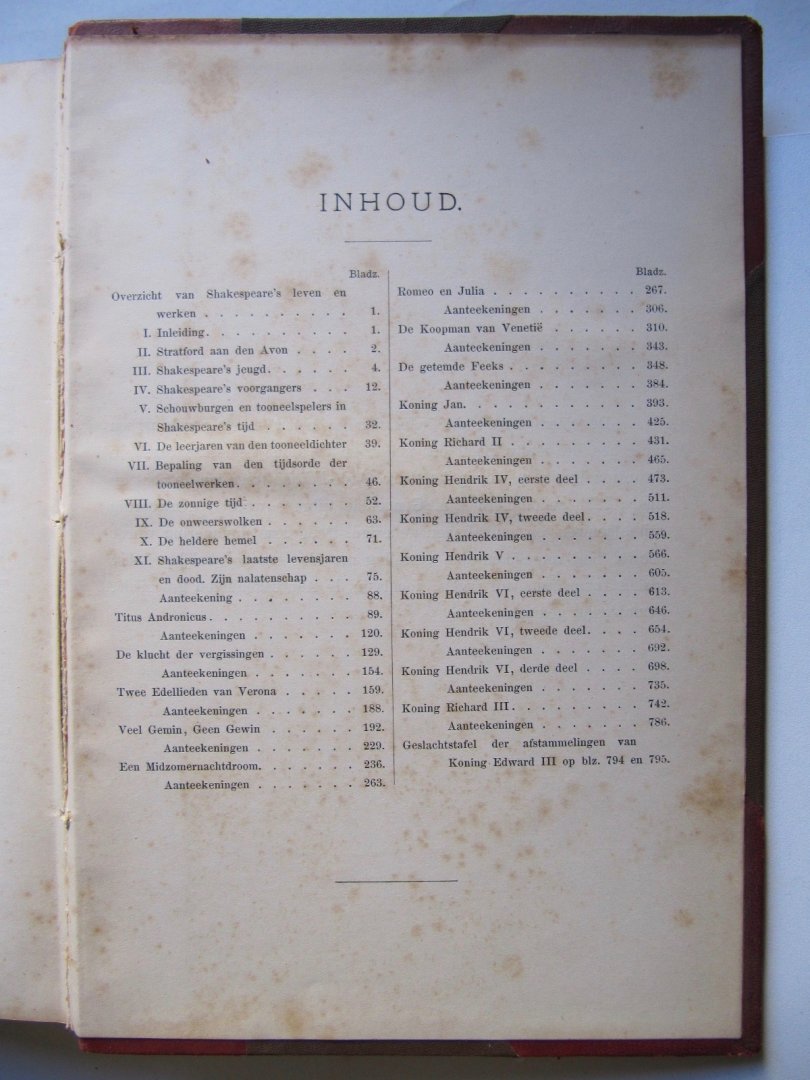 INHOUD.
Bladz.
Overzicht van Shakespeare's leven en
werken . . . . . . . . . . 1.
I. Inleiding. . . . . . . . . . 1.
II. Stratford aan den Avon . . . . 2.
III. Shakespeare's jeugd. . . . . . 4.
IV. Shakespeare's voorgangers . . . 12.
V. Schouwburgen en tooneelspelers in
Shakespeare's tijd . . . . . . 32.
VI. De leerjaren van den tooneeldichter 39.
VII. Bepaling van den tijdsorde der
tooneelwerken. . . . . . . . 46.
VIII. De zonnige tijd . . . . . . . 52.
IX. De onweerswolken . . . . . . 63.
X. De heldere hemel . . . . . . 71.
XI. Shakespeare's laatste levensjaren
en dood. Zijn nalatenschap . . . 75.
Aanteekening . . . . . . . 88.
Titus Andronicus. . . . . . . . . . 89.
Aanteekeningen . . . . . . . 120.
De klucht der vergissingen . . . . . . 129.
Aanteekeningen . . . . . . . 154.
Twee Edellieden van Verona . . . . . 159.
Aanteekeningen . . . . . . . 188.
Veel Gemin, Geen Gewin . . . . . . 192.
Aanteekeningen . . . . . . . 229.
Een Midzomernachtdroom. . . . . . . 236.
Aanteekeningen . . . . . . . 263.
Bladz.
Romeo en Julia . . . . . . . . . . 267.
Aanteekeningen . . . . . . . 306.
De Koopman van Venetië . . . . . . 310.
Aanteekeningen . . . . . . . 343.
De getemde Feeks . . . . . . . . . 348.
Aanteekeningen . . . . . . . 384.
Koning Jan. . . . . . . . . . . . 393.
Aanteekeningen . . . . . . . 425.
Koning Richard II . . . . . . . . . 431.
Aanteekeningen . . . . . . . 465.
Koning Hendrik IV, eerste deel . . . . 473.
Aanteekeningen . . . . . . . 511.
Koning Hendrik IV, tweede deel. . . . 518.
Aanteekeningen . . . . . . . 559.
Koning Hendrik V . . . . . . . . . 566.
Aanteekeningen . . . . . . . 605.
Koning Hendrik VI, eerste deel . . . . 613.
Aanteekeningen . . . . . . . 646.
Koning Hendrik VI, tweede deel. . . . 654.
Aanteekeningen . . . . . . . 692.
Koning Hendrik VI, derde deel . . . . 698.
Aanteekeningen . . . . . . . 735.
Koning Richard III. . . . . . . . . 742.
Aanteekeningen . . . . . . . 786.
Geslachtstafel der afstammelingen van
Koning Edward III op blz. 794 en 795.